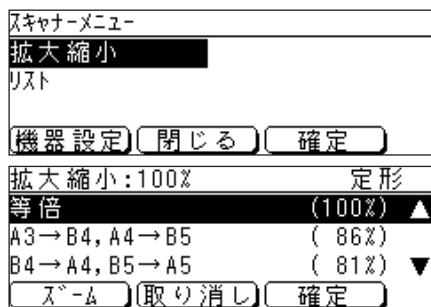 ｽｷｬﾅｰﾒﾆｭｰ
拡大縮小
ﾘｽﾄ
機器設定 閉じる 確定
拡大縮小:100% 定形
等倍 (100%) ▲
A3→B4,A4→B5 ( 86%)
B4→A4,B5→A5 ( 81%) ▼
ｽﾞｰﾑ 取り消し 確定